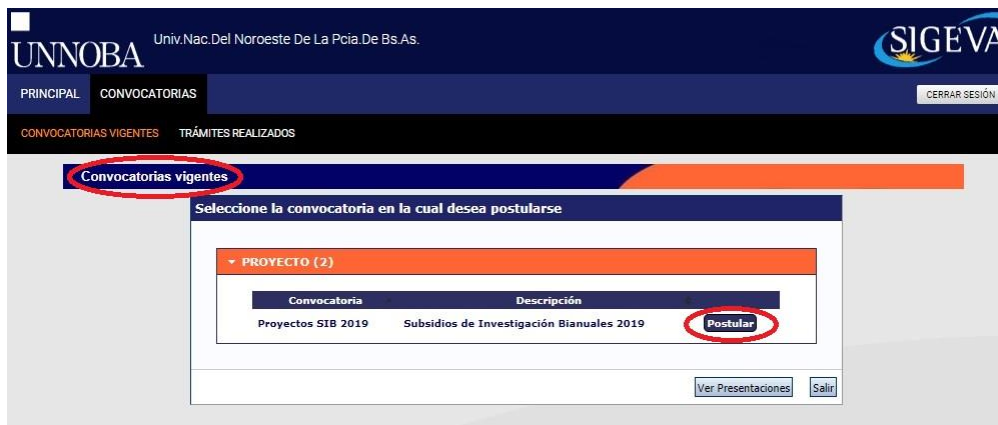 UNNOBA Univ.Nac.Del Noroeste De La Pcia.De Bs.As. SIGEVA
PRINCIPAL CONVOCATORIAS CERRAR SESIÓN
CONVOCATORIAS VIGENTES TRÁMITES REALIZADOS
Convocatorias vigentes
Seleccione la convocatoria en la cual desea postularse
PROYECTO (2)
Convocatoria Descripción
Proyectos SIB 2019 Subsidios de Investigación Bianuales 2019 Postular
Ver Presentaciones Salir